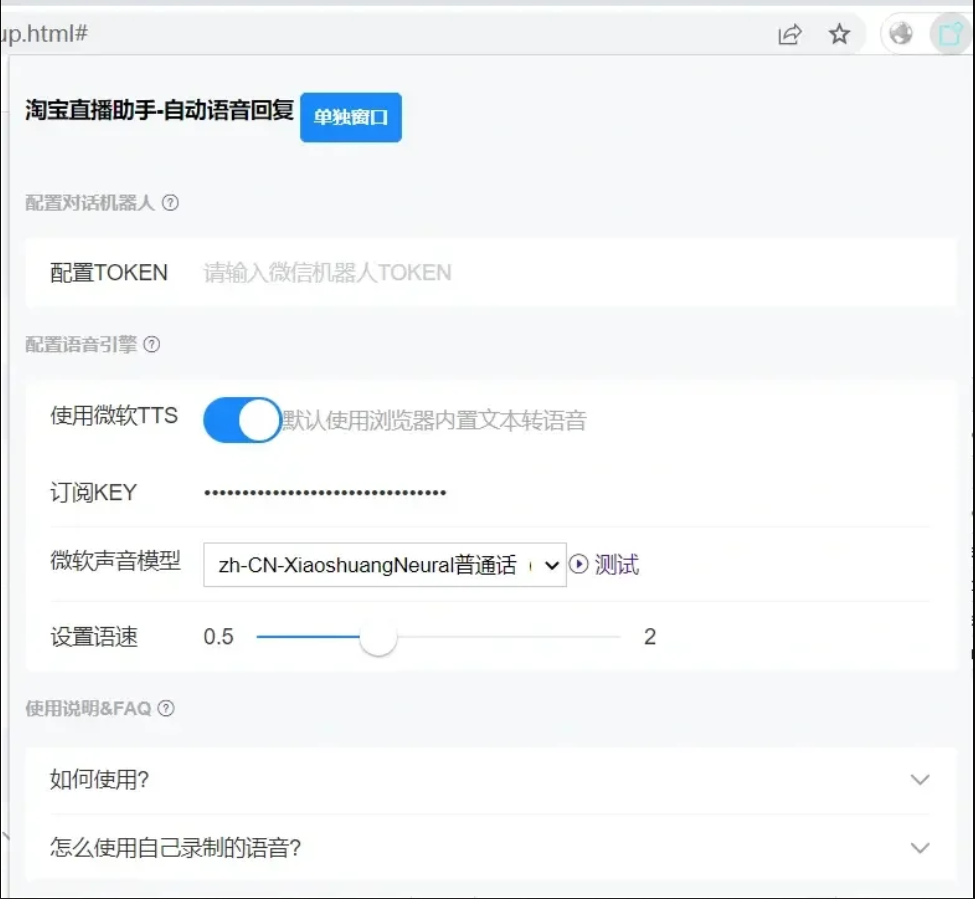 up.html#
淘宝直播助手-自动语音回复 单独窗口
配置对话机器人
配置TOKEN 请输入微信机器人TOKEN
配置语音引擎
使用微软TTS 默认使用浏览器内置文本转语音
订阅KEY ••••••••••••••••••••••••••••••••
微软声音模型 zh-CN-XiaoshuangNeural普通话 测试
设置语速 0.5 2
使用说明&FAQ
如何使用?
怎么使用自己录制的语音?